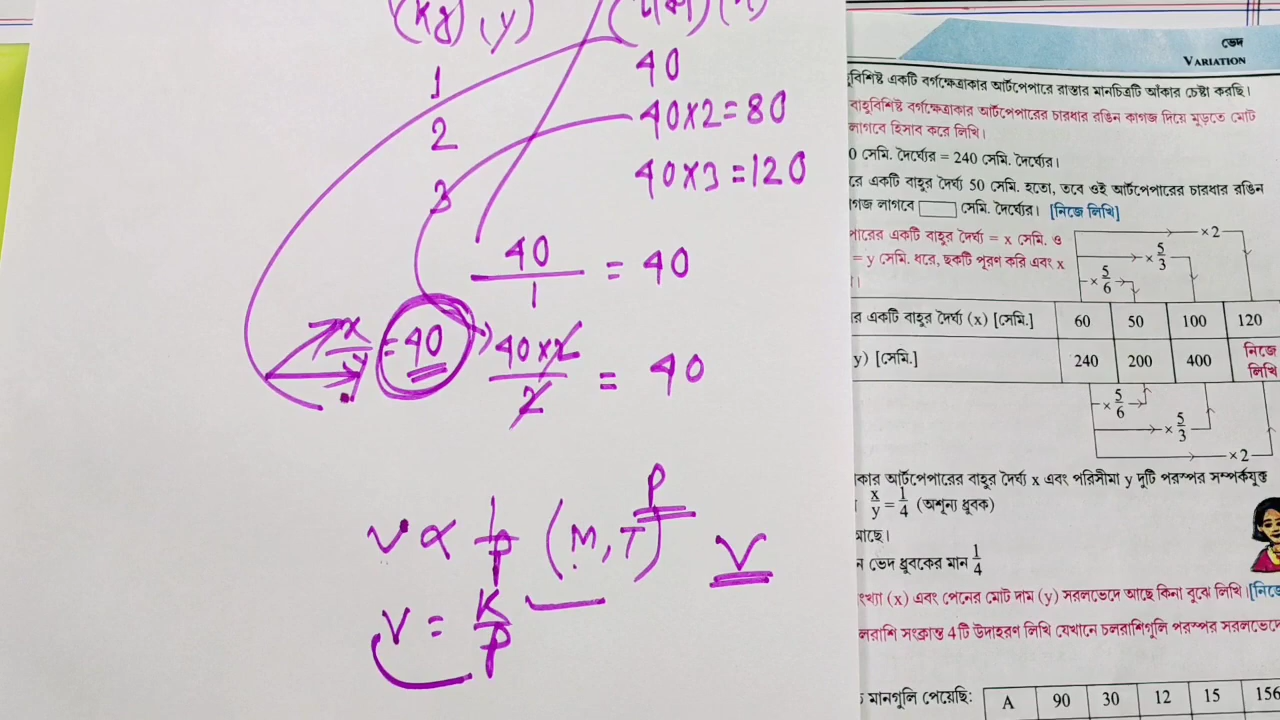 (Kg) (y)
1
2
3
40
40×2=80
40×3=120
40/1 = 40
x/y = 40
40×2/2 = 40
V ∝ 1/P (M, T) P V
V = K/P
ভেদ
VARIATION
একটি বর্গক্ষেত্রাকার আর্টপেপারে রাস্তার মানচিত্রটি আঁকার চেষ্টা করছি।
বাহুবিশিষ্ট বর্গক্ষেত্রাকার আর্টপেপারের চারধার রঙিন কাগজ দিয়ে মুড়তে মোট
লাগবে হিসাব করে লিখি।
0 সেমি. দৈর্ঘ্যের = 240 সেমি. দৈর্ঘ্যের।
একটি বাহুর দৈর্ঘ্য 50 সেমি. হতো, তবে ওই আর্টপেপারের চারধার রঙিন
লাগবে সেমি. দৈর্ঘ্যের। [নিজে লিখি]
একটি বাহুর দৈর্ঘ্য = x সেমি. ও
= y সেমি. ধরে, ছকটি পূরণ করি এবং x
×2
× 5/3
× 5/6
একটি বাহুর দৈর্ঘ্য (x) [সেমি.] 60 50 100 120
y) [সেমি.] 240 200 400 নিজে লিখি
× 5/6
× 5/3
×2
আর্টপেপারের বাহুর দৈর্ঘ্য x এবং পরিসীমা y দুটি পরস্পর সম্পর্কযুক্ত
x/y = 1/4 (অশূন্য ধ্রুবক)
আছে।
ভেদ ধ্রুবকের মান 1/4
(x) এবং পেনের মোট দাম (y) সরলভেদে আছে কিনা বুঝে লিখি। [নিজে
সংক্রান্ত 4 টি উদাহরণ লিখি যেখানে চলরাশিগুলি পরস্পর সরলভেদে
মানগুলি পেয়েছি: A 90 30 12 15 156